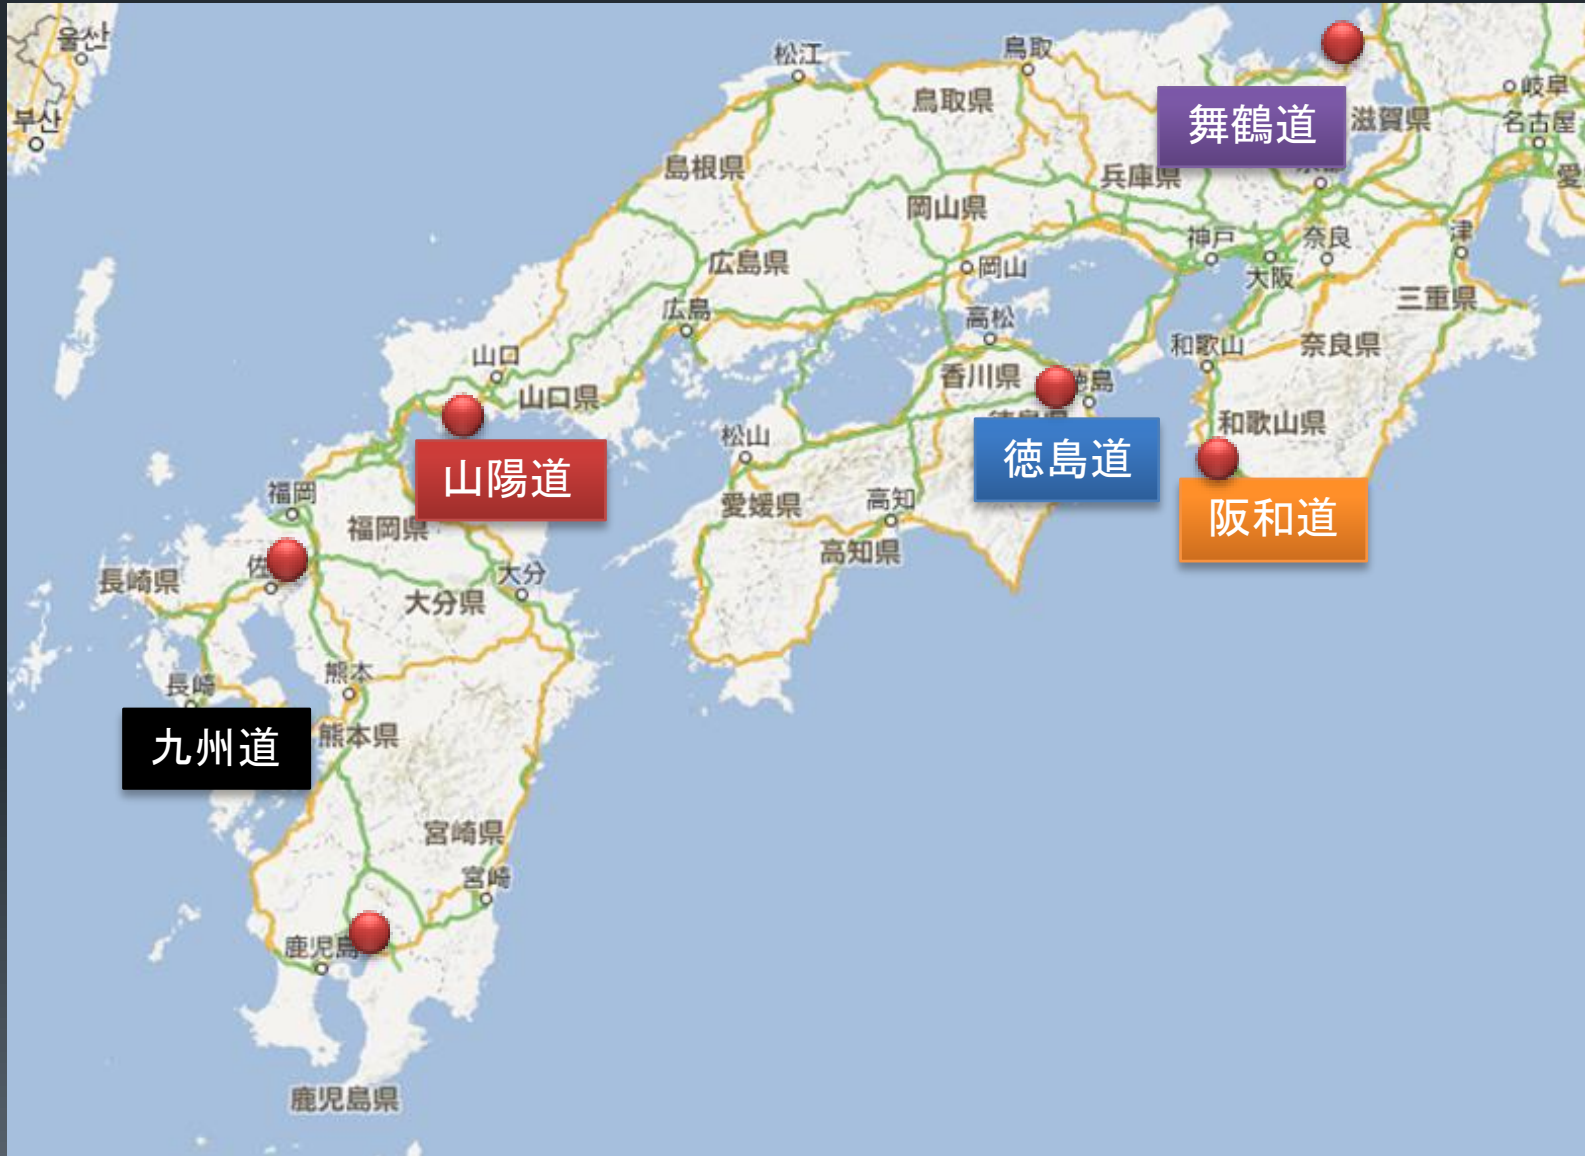 울산
부산
松江
鳥取
鳥取県
岐阜
名古屋
舞鶴道
滋賀県
島根県
兵庫県
岡山県
神戸
奈良
津
大阪
広島県
岡山
三重県
広島
高松
和歌山
奈良県
山口
山口県
香川県
徳島
和歌山県
松山
徳島道
山陽道
福岡
愛媛県
高知
阪和道
福岡県
高知県
長崎県
大分
大分県
熊本
長崎
熊本県
九州道
宮崎県
宮崎
鹿児島
鹿児島県